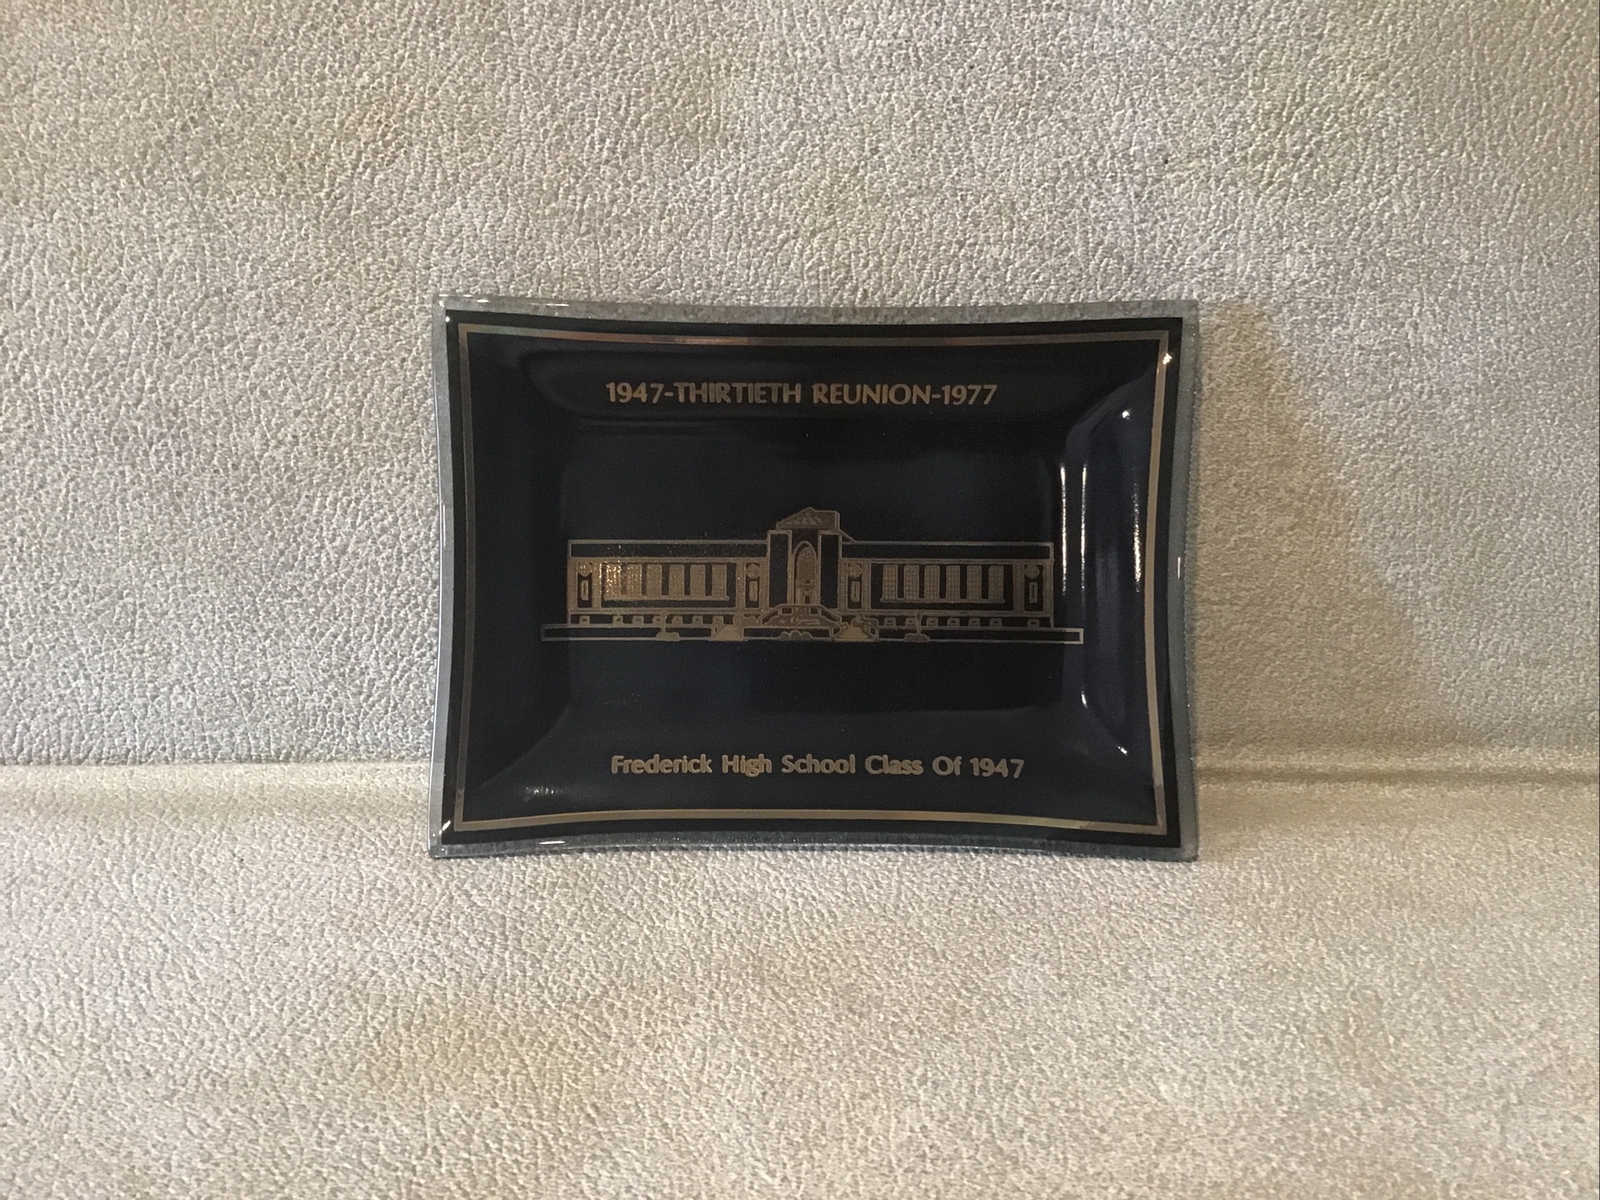 1947-THIRTIETH REUNION-1977
Frederick High School Class Of 1947